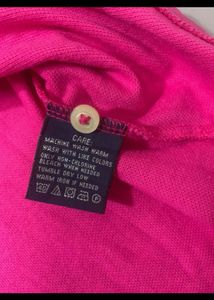 CARE:
MACHINE WASH WARM
WASH WITH LIKE COLORS
ONLY NON-CHLORINE
BLEACH WHEN NEEDED
TUMBLE DRY LOW
WARM IRON IF NEEDED